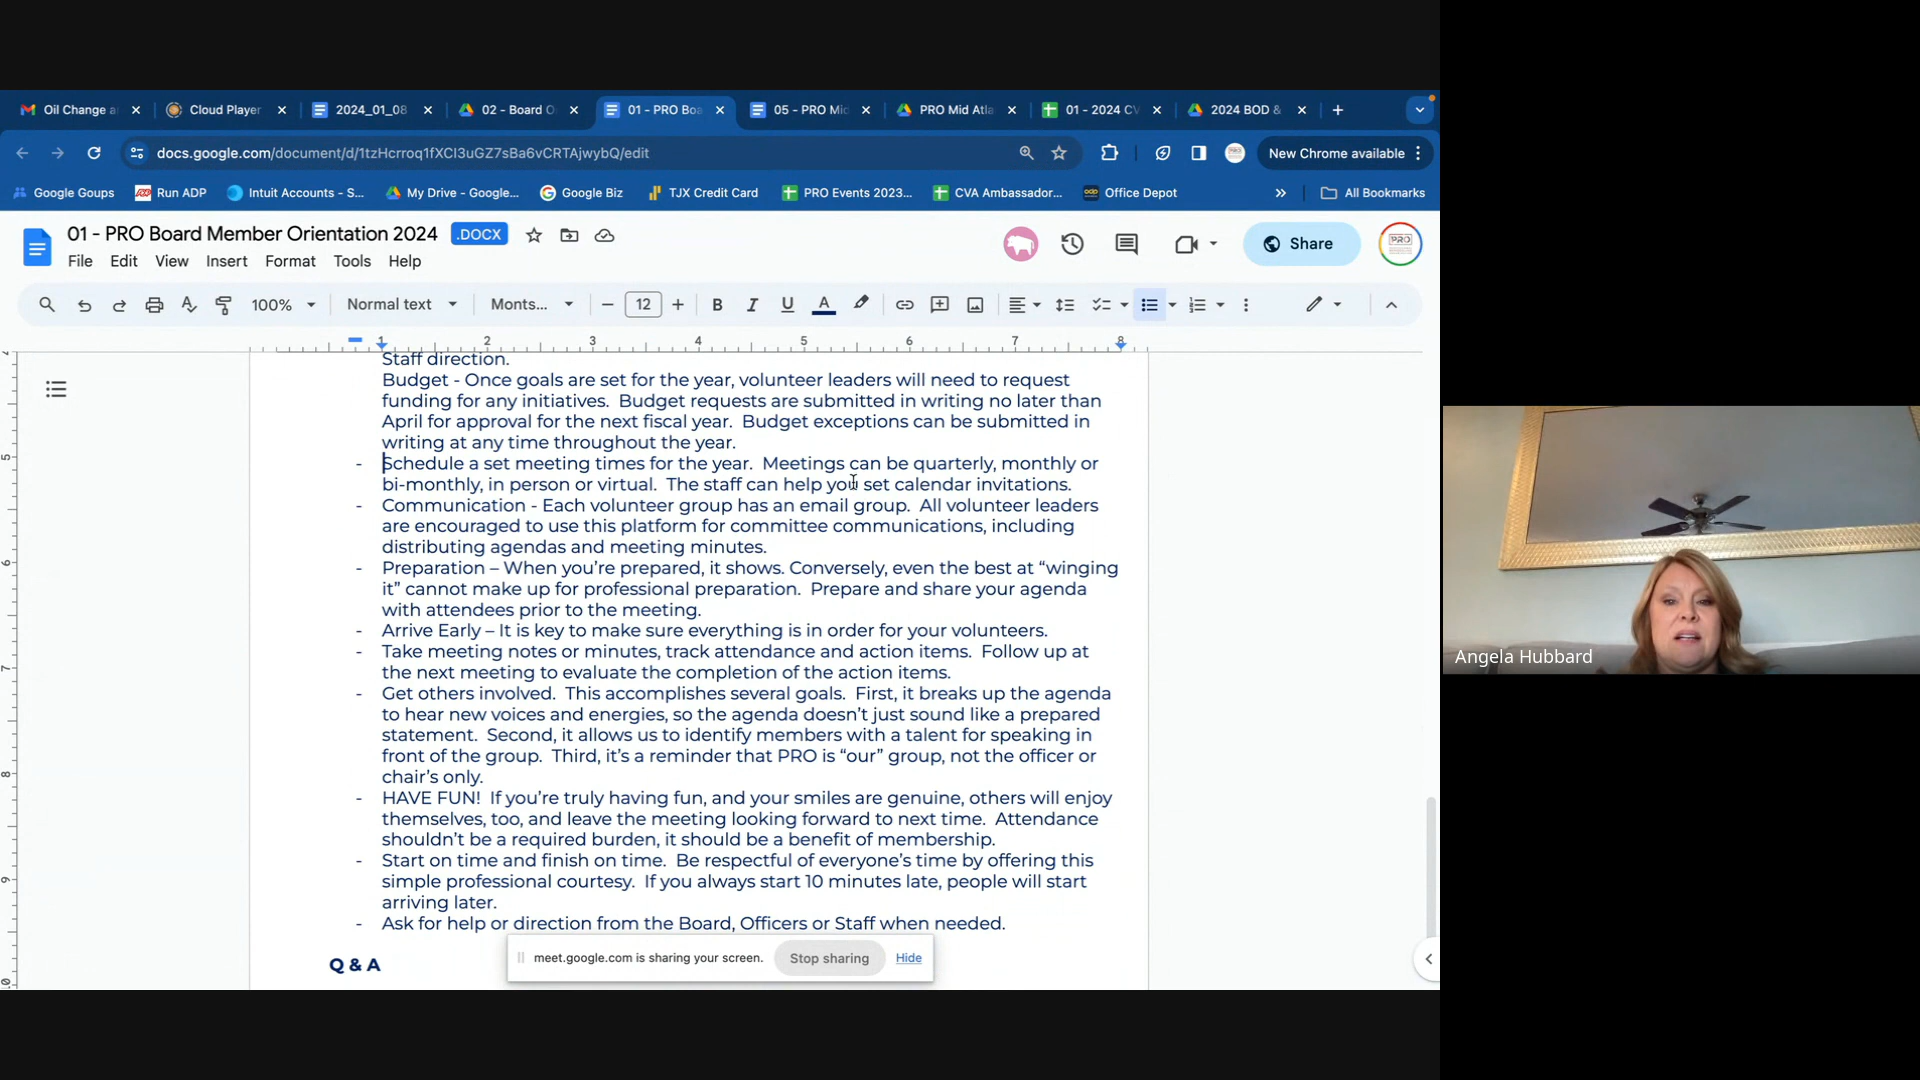 Oil Change a
Cloud Player
2024_01_08
02 - Board O
01 - PRO Boa
05 - PRO Mid
PRO Mid Atla
01 - 2024 CV
2024 BOD &
docs.google.com/document/d/1tzHcrroq1fXCI3uGZ7sBa6vCRTAjwybQ/edit
New Chrome available
Google Goups
Run ADP
Intuit Accounts - S...
My Drive - Google...
Google Biz
TJX Credit Card
PRO Events 2023...
CVA Ambassador...
Office Depot
All Bookmarks
01 - PRO Board Member Orientation 2024
.DOCX
Share
PRO
File Edit View Insert Format Tools Help
100% Normal text Monts... 12 B I U A
1 2 3 4 5 6 7 8
Staff direction.
Budget - Once goals are set for the year, volunteer leaders will need to request
funding for any initiatives. Budget requests are submitted in writing no later than
April for approval for the next fiscal year. Budget exceptions can be submitted in
writing at any time throughout the year.
- Schedule a set meeting times for the year. Meetings can be quarterly, monthly or
bi-monthly, in person or virtual. The staff can help you set calendar invitations.
- Communication - Each volunteer group has an email group. All volunteer leaders
are encouraged to use this platform for committee communications, including
distributing agendas and meeting minutes.
- Preparation – When you’re prepared, it shows. Conversely, even the best at “winging
it” cannot make up for professional preparation. Prepare and share your agenda
with attendees prior to the meeting.
- Arrive Early – It is key to make sure everything is in order for your volunteers.
- Take meeting notes or minutes, track attendance and action items. Follow up at
the next meeting to evaluate the completion of the action items.
- Get others involved. This accomplishes several goals. First, it breaks up the agenda
to hear new voices and energies, so the agenda doesn’t just sound like a prepared
statement. Second, it allows us to identify members with a talent for speaking in
front of the group. Third, it’s a reminder that PRO is “our” group, not the officer or
chair’s only.
- HAVE FUN! If you’re truly having fun, and your smiles are genuine, others will enjoy
themselves, too, and leave the meeting looking forward to next time. Attendance
shouldn’t be a required burden, it should be a benefit of membership.
- Start on time and finish on time. Be respectful of everyone’s time by offering this
simple professional courtesy. If you always start 10 minutes late, people will start
arriving later.
- Ask for help or direction from the Board, Officers or Staff when needed.
Q & A
meet.google.com is sharing your screen.
Stop sharing
Hide
Angela Hubbard